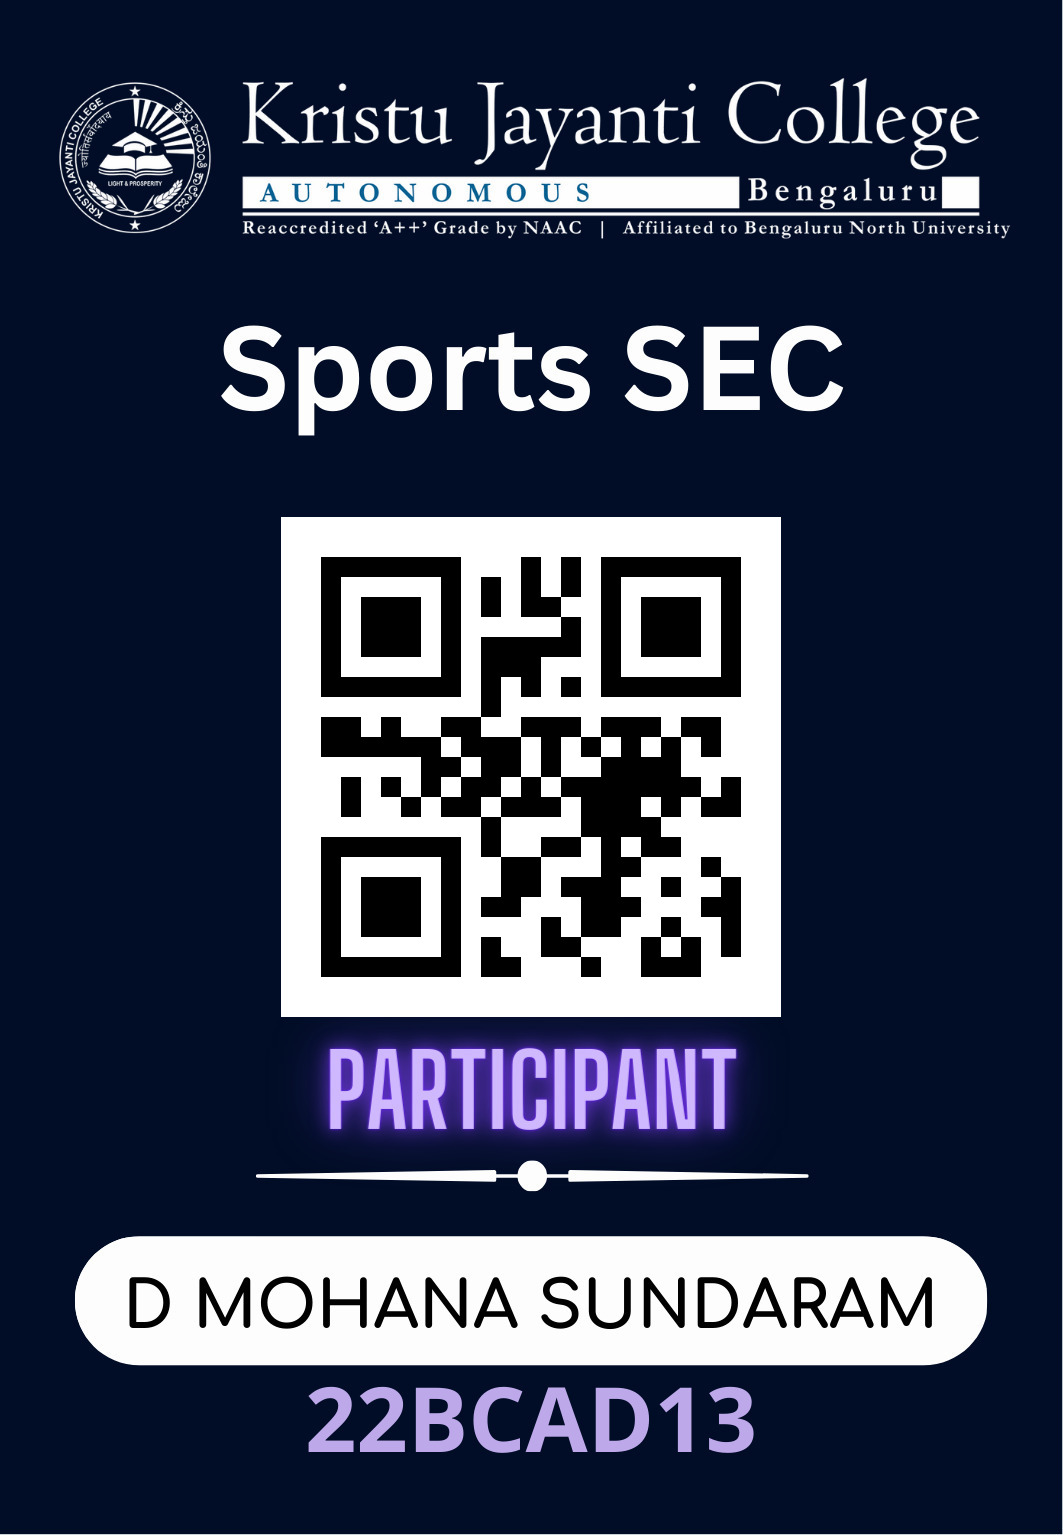 Kristu Jayanti College
AUTONOMOUS Bengaluru
Reaccredited ‘A++’ Grade by NAAC | Affiliated to Bengaluru North University
KRISTU JAYANTI COLLEGE
LIGHT & PROSPERITY
Sports SEC
PARTICIPANT
D MOHANA SUNDARAM
22BCAD13